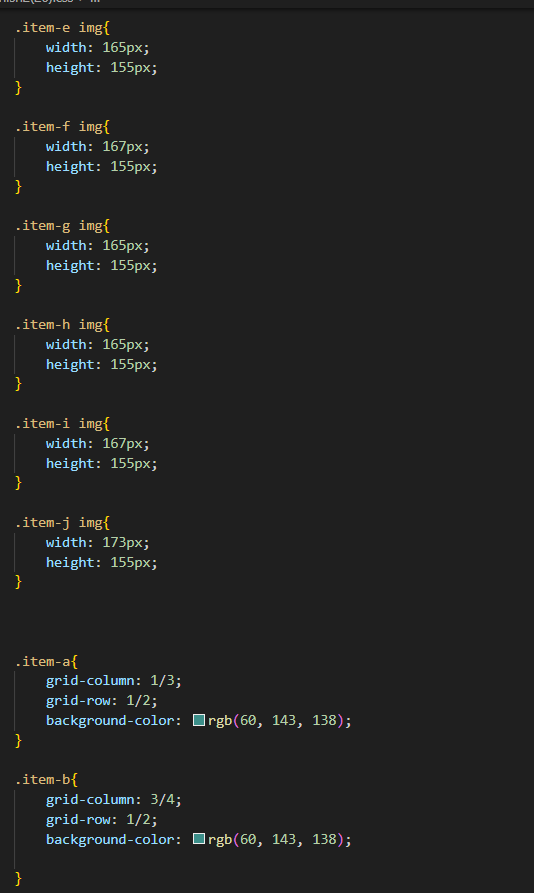 .item-e img{
    width: 165px;
    height: 155px;
}
.item-f img{
    width: 167px;
    height: 155px;
}
.item-g img{
    width: 165px;
    height: 155px;
}
.item-h img{
    width: 165px;
    height: 155px;
}
.item-i img{
    width: 167px;
    height: 155px;
}
.item-j img{
    width: 173px;
    height: 155px;
}
.item-a{
    grid-column: 1/3;
    grid-row: 1/2;
    background-color: rgb(60, 143, 138);
}
.item-b{
    grid-column: 3/4;
    grid-row: 1/2;
    background-color: rgb(60, 143, 138);
}